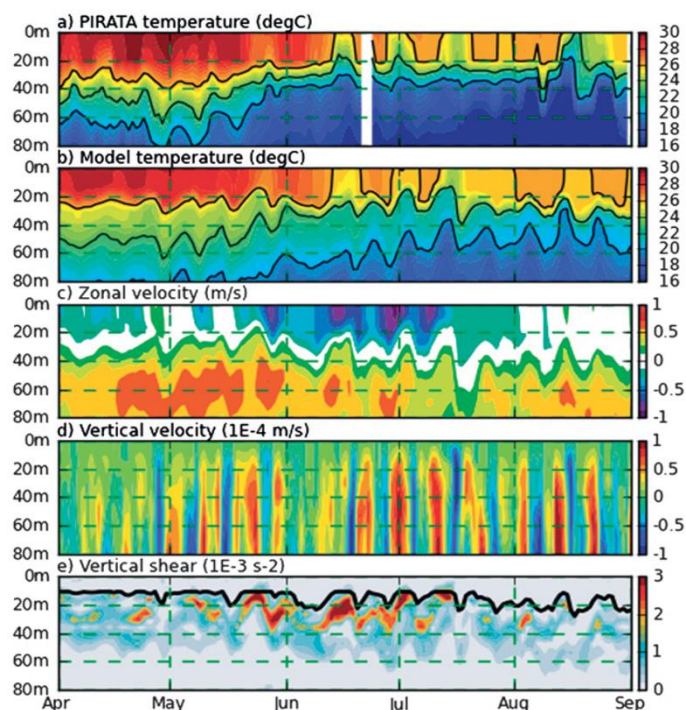 a) PIRATA temperature (degC)
0m
20m
40m
60m
80m
30
28
26
24
22
20
18
16
b) Model temperature (degC)
0m
20m
40m
60m
80m
30
28
26
24
22
20
18
16
c) Zonal velocity (m/s)
0m
20m
40m
60m
80m
1
0.5
0
-0.5
-1
d) Vertical velocity (1E-4 m/s)
0m
20m
40m
60m
80m
1
0.5
0
-0.5
-1
e) Vertical shear (1E-3 s-2)
0m
20m
40m
60m
80m
3
2
1
0
Apr May Jun Jul Aug Sep